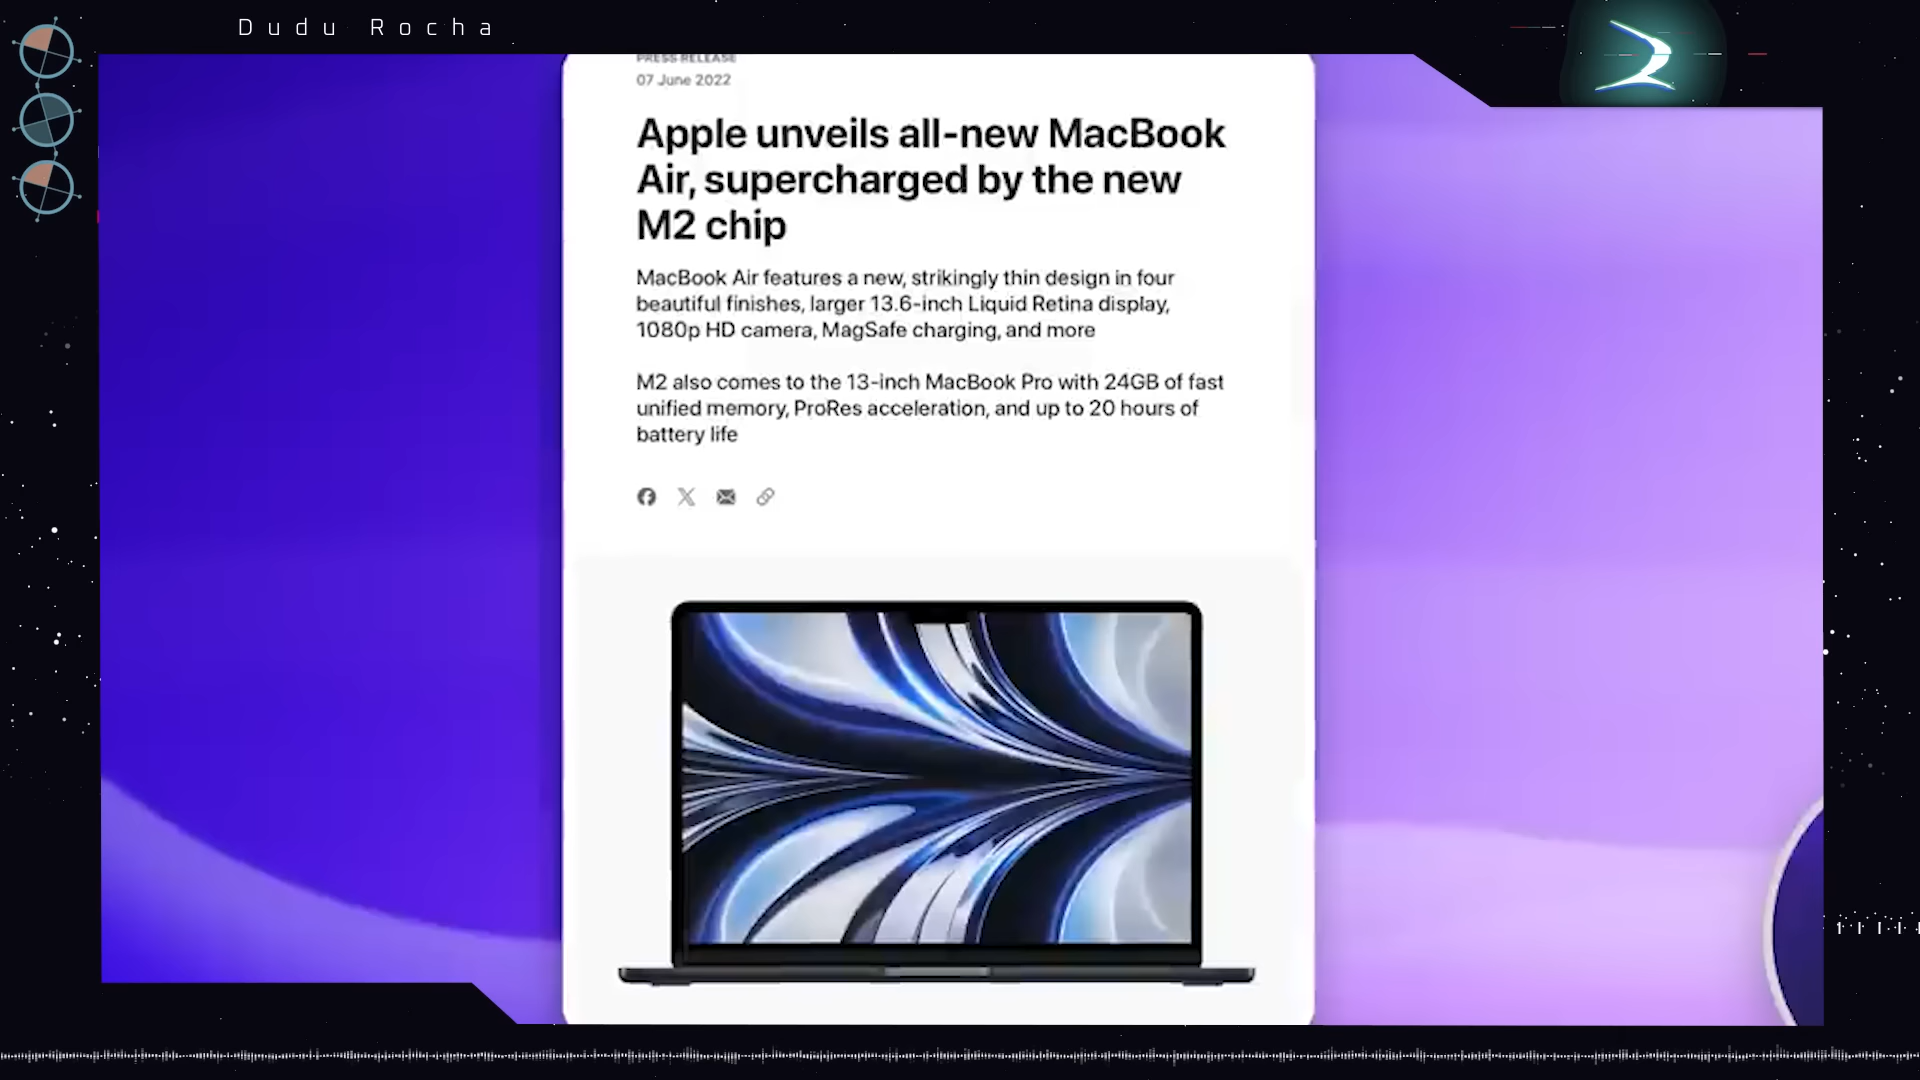 Dudu Rocha
PRESS RELEASE
07 June 2022
Apple unveils all-new MacBook
Air, supercharged by the new
M2 chip
MacBook Air features a new, strikingly thin design in four
beautiful finishes, larger 13.6-inch Liquid Retina display,
1080p HD camera, MagSafe charging, and more
M2 also comes to the 13-inch MacBook Pro with 24GB of fast
unified memory, ProRes acceleration, and up to 20 hours of
battery life